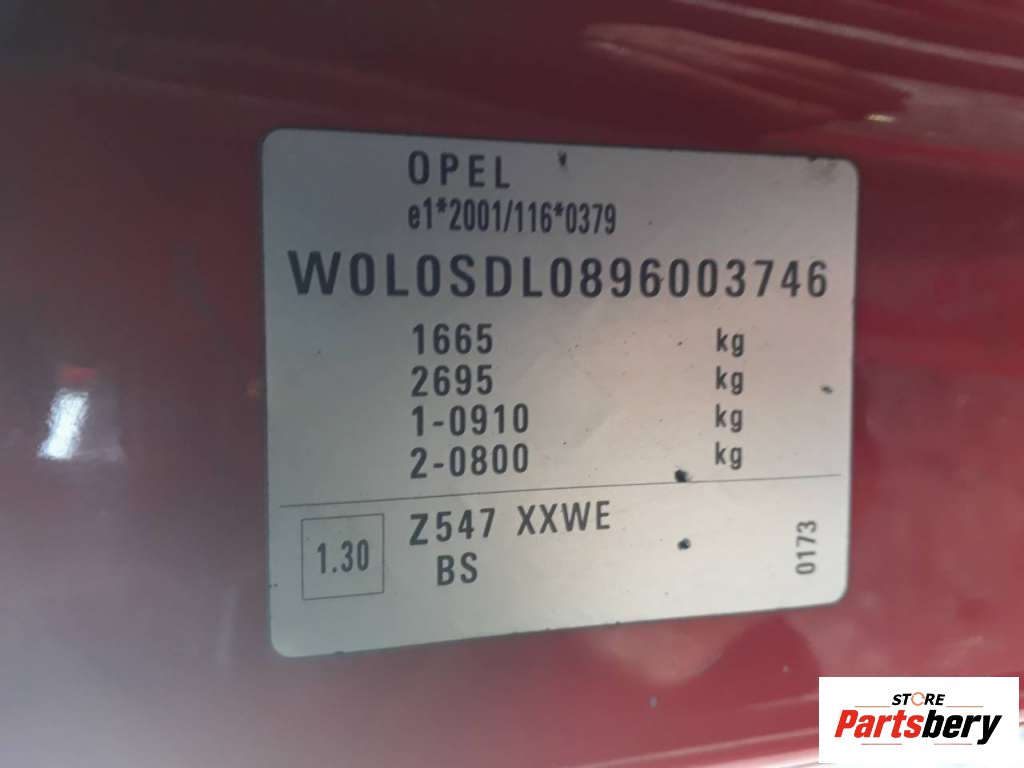 OPEL
e1*2001/116*0379
W0L0SDL0896003746
1665 kg
2695 kg
1-0910 kg
2-0800 kg
1.30 Z547 XXWE
BS
0173
STORE
Partsbery